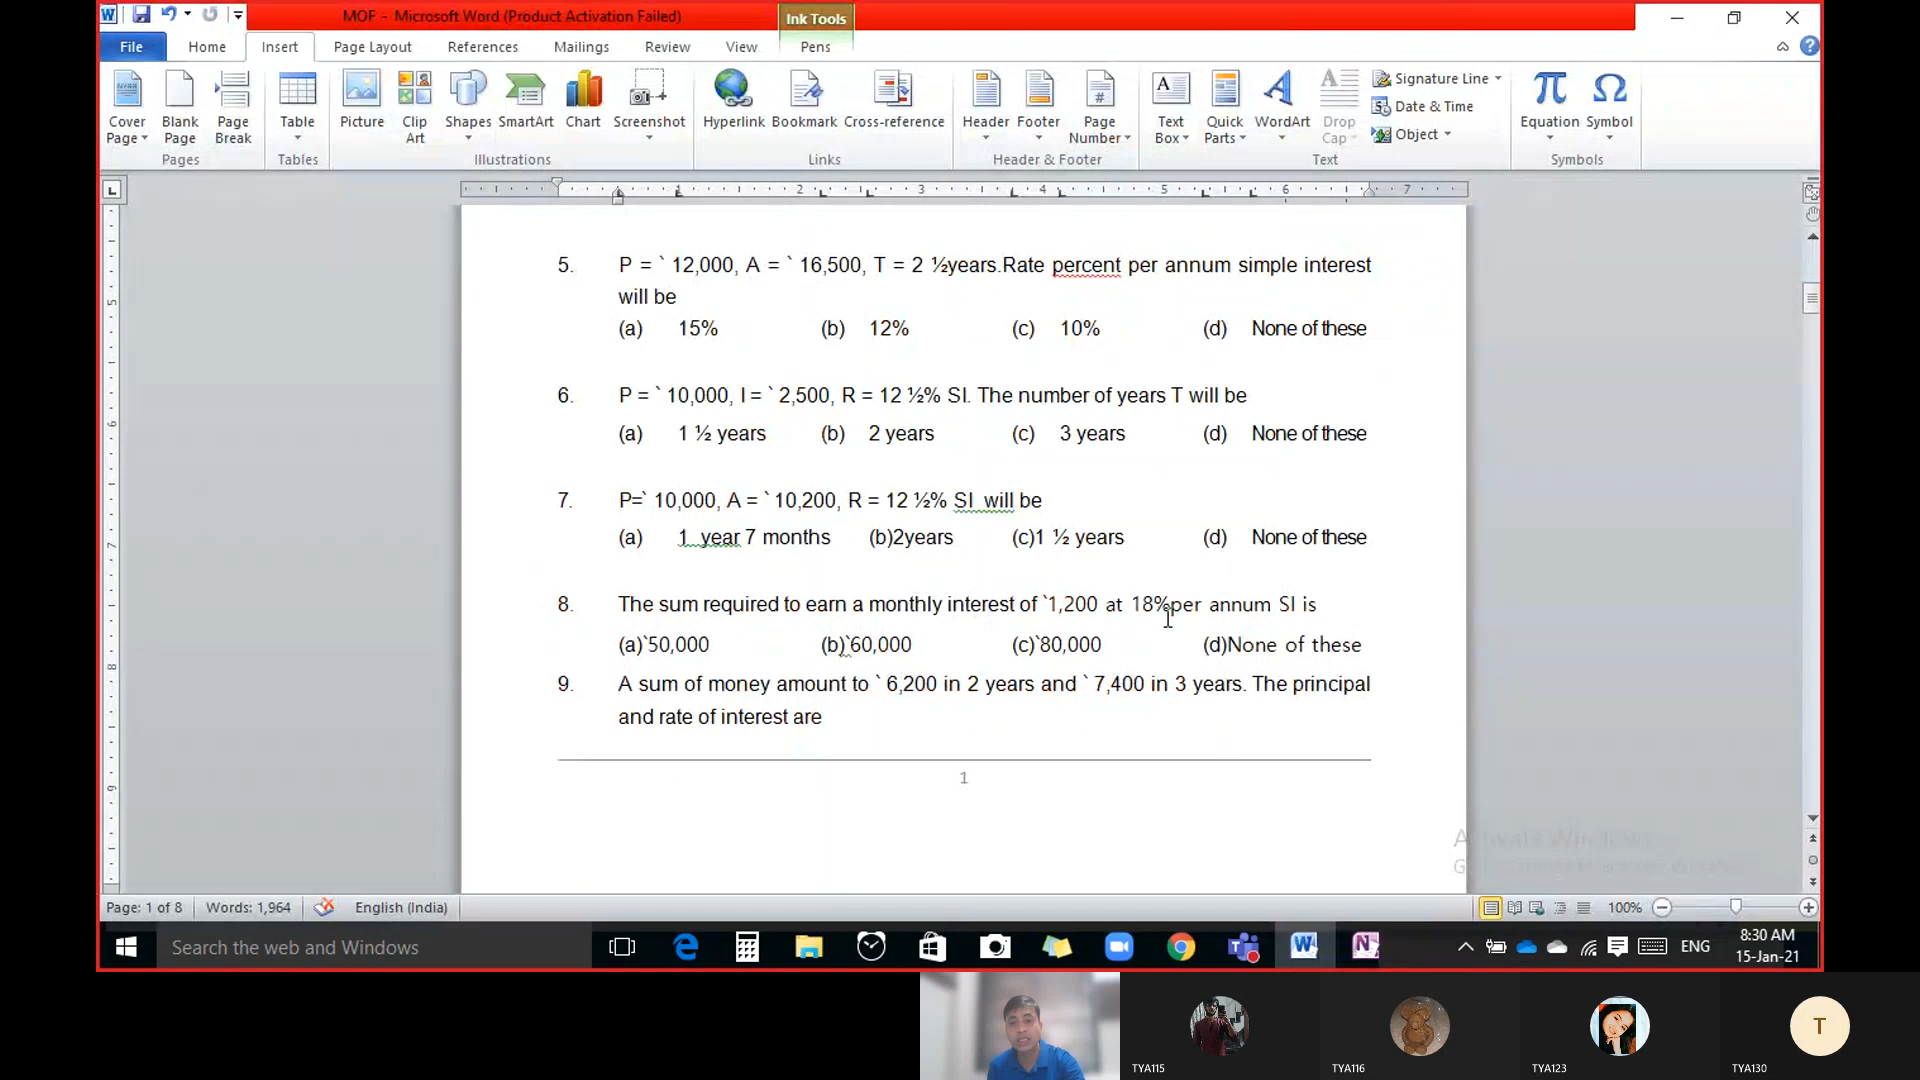 MOF - Microsoft Word (Product Activation Failed)
Ink Tools
File Home Insert Page Layout References Mailings Review View Pens
Cover Page
Blank Page
Page Break
Table
Picture
Clip Art
Shapes
SmartArt
Chart
Screenshot
Hyperlink
Bookmark
Cross-reference
Header
Footer
Page Number
Text Box
Quick Parts
WordArt
Drop Cap
Signature Line
Date & Time
Object
Equation
Symbol
Pages Tables Illustrations Links Header & Footer Text Symbols
1 2 3 4 5 6 7
5. P = ` 12,000, A = ` 16,500, T = 2 ½years.Rate percent per annum simple interest
will be
(a) 15% (b) 12% (c) 10% (d) None of these
6. P = ` 10,000, I = ` 2,500, R = 12 ½% SI. The number of years T will be
(a) 1 ½ years (b) 2 years (c) 3 years (d) None of these
7. P=` 10,000, A = ` 10,200, R = 12 ½% SI will be
(a) 1 year 7 months (b)2years (c)1 ½ years (d) None of these
8. The sum required to earn a monthly interest of `1,200 at 18%per annum SI is
(a)`50,000 (b)`60,000 (c)`80,000 (d)None of these
9. A sum of money amount to ` 6,200 in 2 years and ` 7,400 in 3 years. The principal
and rate of interest are
1
Activate Windows
Page: 1 of 8 Words: 1,964 English (India) 100%
Search the web and Windows
ENG
8:30 AM
15-Jan-21
T
TYA115 TYA116 TYA123 TYA130